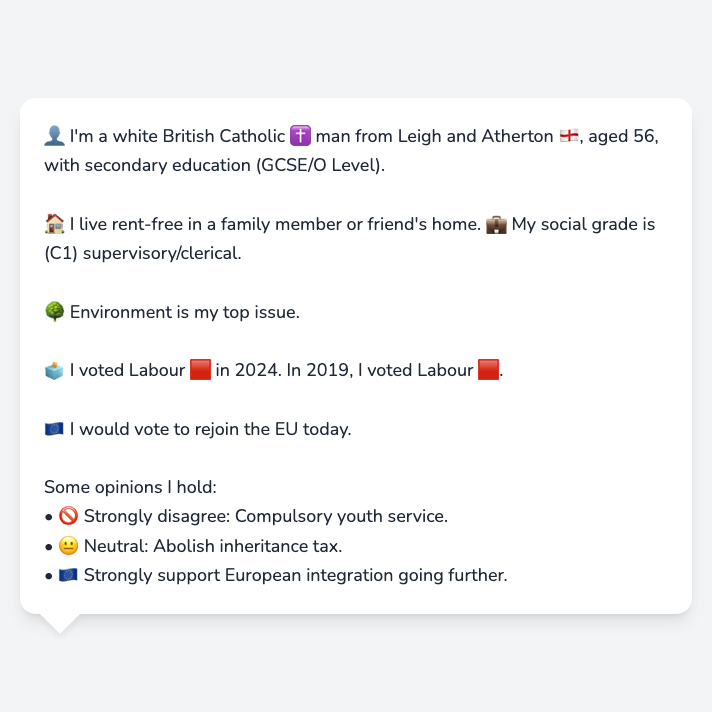 👤 I'm a white British Catholic ✝️ man from Leigh and Atherton 🏴󠁧󠁢󠁥󠁮󠁧󠁿, aged 56,
with secondary education (GCSE/O Level).
🏠 I live rent-free in a family member or friend's home. 💼 My social grade is
(C1) supervisory/clerical.
🌳 Environment is my top issue.
🗳️ I voted Labour 🟥 in 2024. In 2019, I voted Labour 🟥.
🇪🇺 I would vote to rejoin the EU today.
Some opinions I hold:
• 🚫 Strongly disagree: Compulsory youth service.
• 😐 Neutral: Abolish inheritance tax.
• 🇪🇺 Strongly support European integration going further.